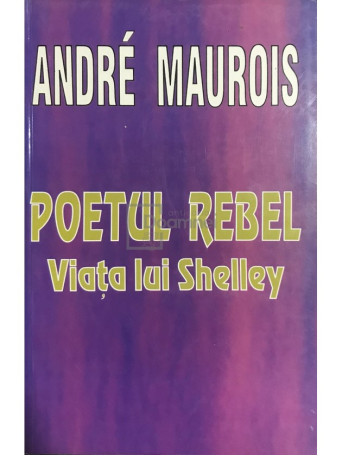 ANDRÉ MAUROIS
POETUL REBEL
Viața lui Shelley